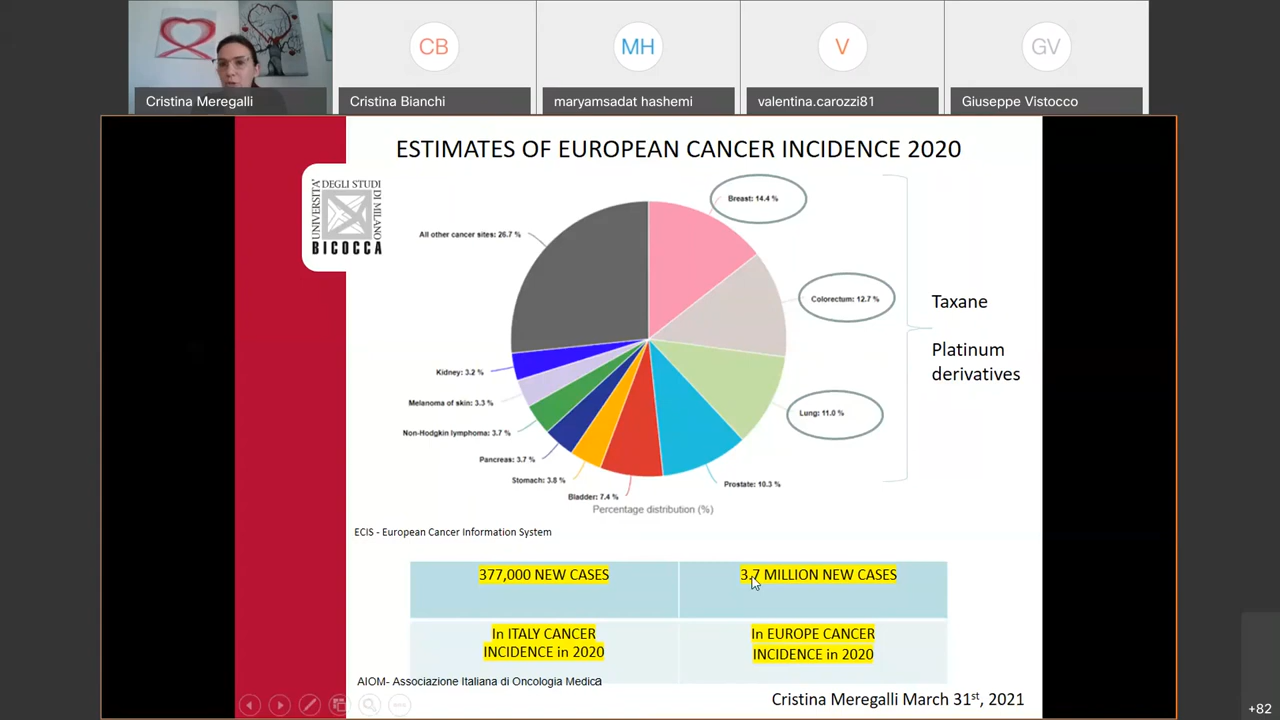 CB
MH
V
GV
Cristina Meregalli
Cristina Bianchi
maryamsadat hashemi
valentina.carozzi81
Giuseppe Vistocco
ESTIMATES OF EUROPEAN CANCER INCIDENCE 2020
UNIVERSITA'
DEGLI STUDI
DI MILANO
BICOCCA
Breast: 14.4 %
All other cancer sites: 26.7 %
Colorectum: 12.7 %
Taxane
Platinum
derivatives
Kidney: 3.2 %
Melanoma of skin: 3.3 %
Lung: 11.0 %
Non-Hodgkin lymphoma: 3.7 %
Pancreas: 3.7 %
Stomach: 3.8 %
Prostate: 10.3 %
Bladder: 7.4 %
Percentage distribution (%)
ECIS - European Cancer Information System
377,000 NEW CASES
3.7 MILLION NEW CASES
In ITALY CANCER
INCIDENCE in 2020
In EUROPE CANCER
INCIDENCE in 2020
AIOM- Associazione Italiana di Oncologia Medica
Cristina Meregalli March 31st, 2021
+82